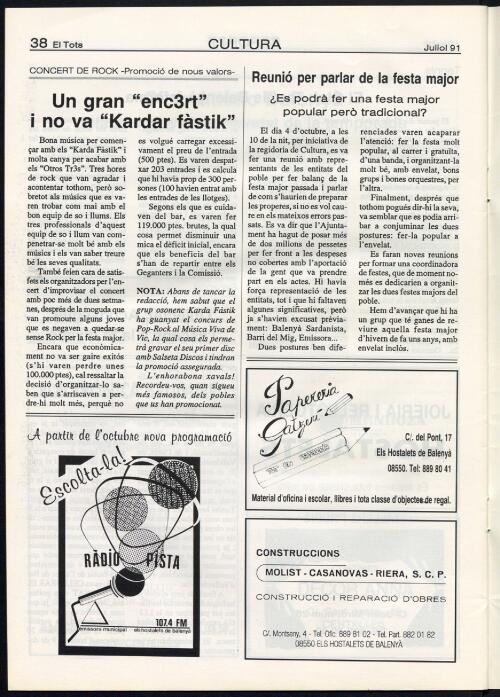 38 El Tots
CULTURA
Juliol 91
CONCERT DE ROCK -Promoció de nous valors-
Un gran “enc3rt”
i no va “Kardar fàstik”
Bona música per comen-
çar amb els “Karda Fàstik” i
molta canya per acabar amb
els “Otros Tr3s”. Tres hores
de rock que van agradar i
acontentar tothom, però so-
bretot als músics que es va-
ren trobar com mai amb el
bon equip de so i llums. Els
tres professionals d'aquest
equip de so i llum van com-
penetrar-se molt bé amb els
músics i els van saber treure
bé les seves qualitats.
També feien cara de satis-
fets els organitzadors per l'en-
cert d'improvisar el concert
amb poc més de dues setma-
nes, després de la moguda que
van promoure alguns joves
que es negaven a quedar-se
sense Rock per la festa major.
Encara que econòmica-
ment no va ser gaire exitós
(s'hi varen perdre unes
100.000 ptes), cal ressaltar la
decisió d'organitzar-lo sa-
ben que s'arriscaven a per-
dre-hi molt més, perquè no
es volgué carregar excessi-
vament el preu de l'entrada
(500 ptes). Es varen despat-
xar 203 entrades i es calcula
que hi havia prop de 300 per-
sones (100 havien entrat amb
les entrades de les llotges).
Segons els que es cuida-
ven del bar, es varen fer
119.000 ptes. brutes, la qual
cosa permet disminuir una
mica el dèficit inicial, encara
que els beneficis del bar
s'han de repartir entre els
Geganters i la Comissió.
NOTA: Abans de tancar la
redacció, hem sabut que el
grup osonenc Karda Fàstik
ha guanyat el concurs de
Pop-Rock al Música Viva de
Vic, la qual cosa els perme-
trà gravar el seu primer disc
amb Salseta Discos i tindran
la promoció assegurada.
L'enhorabona xavals!
Recordeu-vos, quan sigueu
més famosos, dels pobles
que us han promocionat.
Reunió per parlar de la festa major
¿Es podrà fer una festa major
popular però tradicional?
El dia 4 d'octubre, a les
10 de la nit, per iniciativa de
la regidoria de Cultura, es va
fer una reunió amb repre-
sentants de les entitats del
poble per fer balanç de la
festa major passada i parlar
de com s'haurien de preparar
les properes, si no es vol cau-
re en els mateixos errors pas-
sats. Es va dir que l'Ajunta-
ment ha hagut de posar més
de dos milions de pessetes
per fer front a les despeses
no cobertes amb l'aportació
de la gent que va prendre
part en els actes. Hi havia
força representació de les
entitats, tot i que hi faltaven
algunes significatives, però
ja s'havien excusat prèvia-
ment: Balenyà Sardanista,
Barri del Mig, Emissora...
Dues postures ben dife-
renciades varen acaparar
l'atenció: fer la festa molt
popular, al carrer i gratuïta,
d'una banda, i organitzant-la
molt bé, amb envelat, bons
grups i bones orquestres, per
l'altra.
Finalment, després que
tothom pogués dir-hi la seva,
va semblar que es podia arri-
bar a conjuminar les dues
postures: fer-la popular a
l'envelat.
Es faran noves reunions
per formar una coordinadora
de festes, que de moment no-
més es dedicarien a organit-
zar les dues festes majors del
poble.
Hem d'avançar que hi ha
un grup que té ganes de re-
viure aquella festa major
d'hivern de fa uns anys, amb
envelat inclòs.
A partir de l'octubre nova programació
Escolta-la!
RÀDIO PISTA
107.4 FM
emissora municipal els hostalets de balenyà
Papereria
Gatzerí
C/. del Pont, 17
Els Hostalets de Balenyà
08550. Tel: 889 80 41
Material d'oficina i escolar, llibres i tota classe d'objectes de regal.
CONSTRUCCIONS
MOLIST - CASANOVAS - RIERA, S. C. P.
CONSTRUCCIÓ I REPARACIÓ D'OBRES
C/. Montseny, 4 - Tel. Ofic: 889 81 02 - Tel. Part. 882 01 82
08550 ELS HOSTALETS DE BALENYÀ